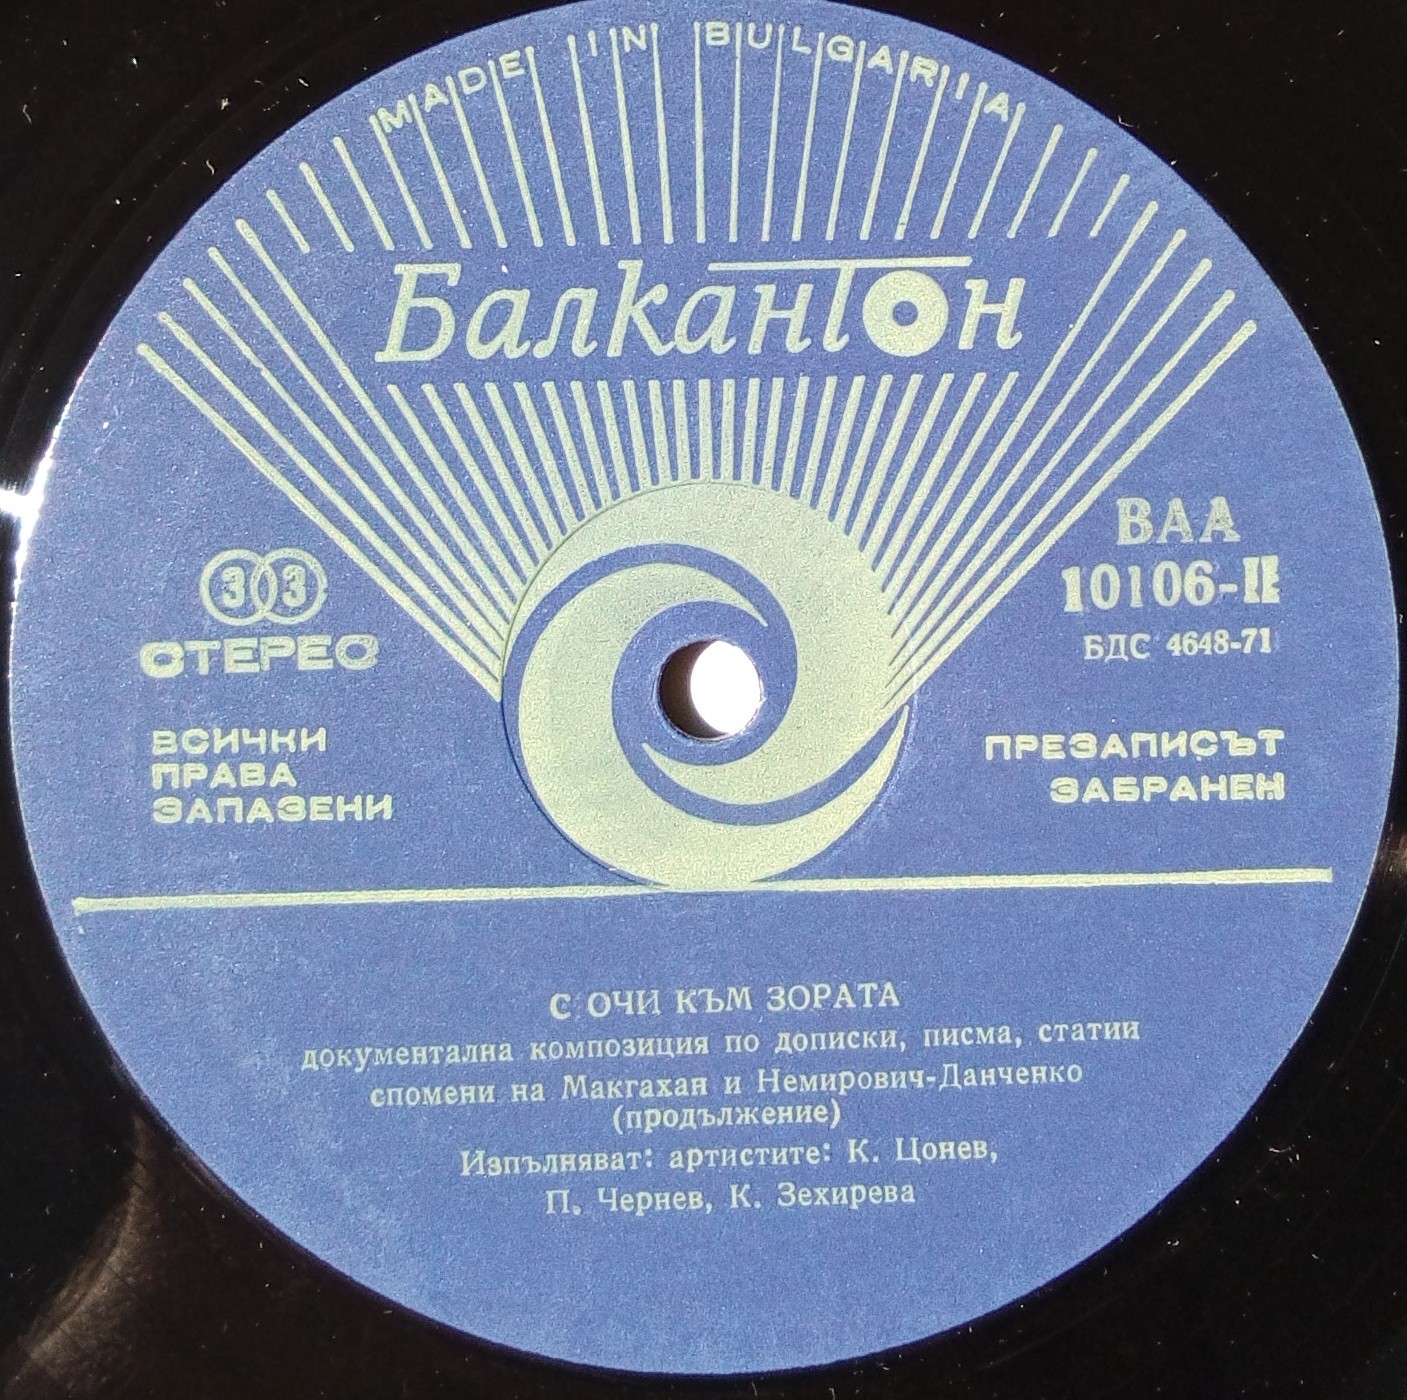 MADE IN BULGARIA
Балкантон
33
СТЕРЕО
ВСИЧКИ
ПРАВА
ЗАПАЗЕНИ
ВАА
10106-II
БДС 4648-71
ПРЕЗАПИСЪТ
ЗАБРАНЕН
С ОЧИ КЪМ ЗОРАТА
документална композиция по дописки, писма, статии
спомени на Макгахан и Немирович-Данченко
(продължение)
Изпълняват: артистите: К. Цонев,
П. Чернев, К. Зехирева